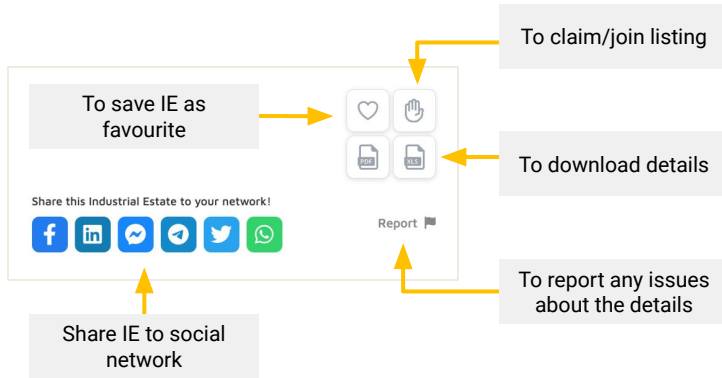 To claim/join listing
To save IE as
favourite
PDF
XLS
To download details
Share this Industrial Estate to your network!
f
in
Report
To report any issues
about the details
Share IE to social
network